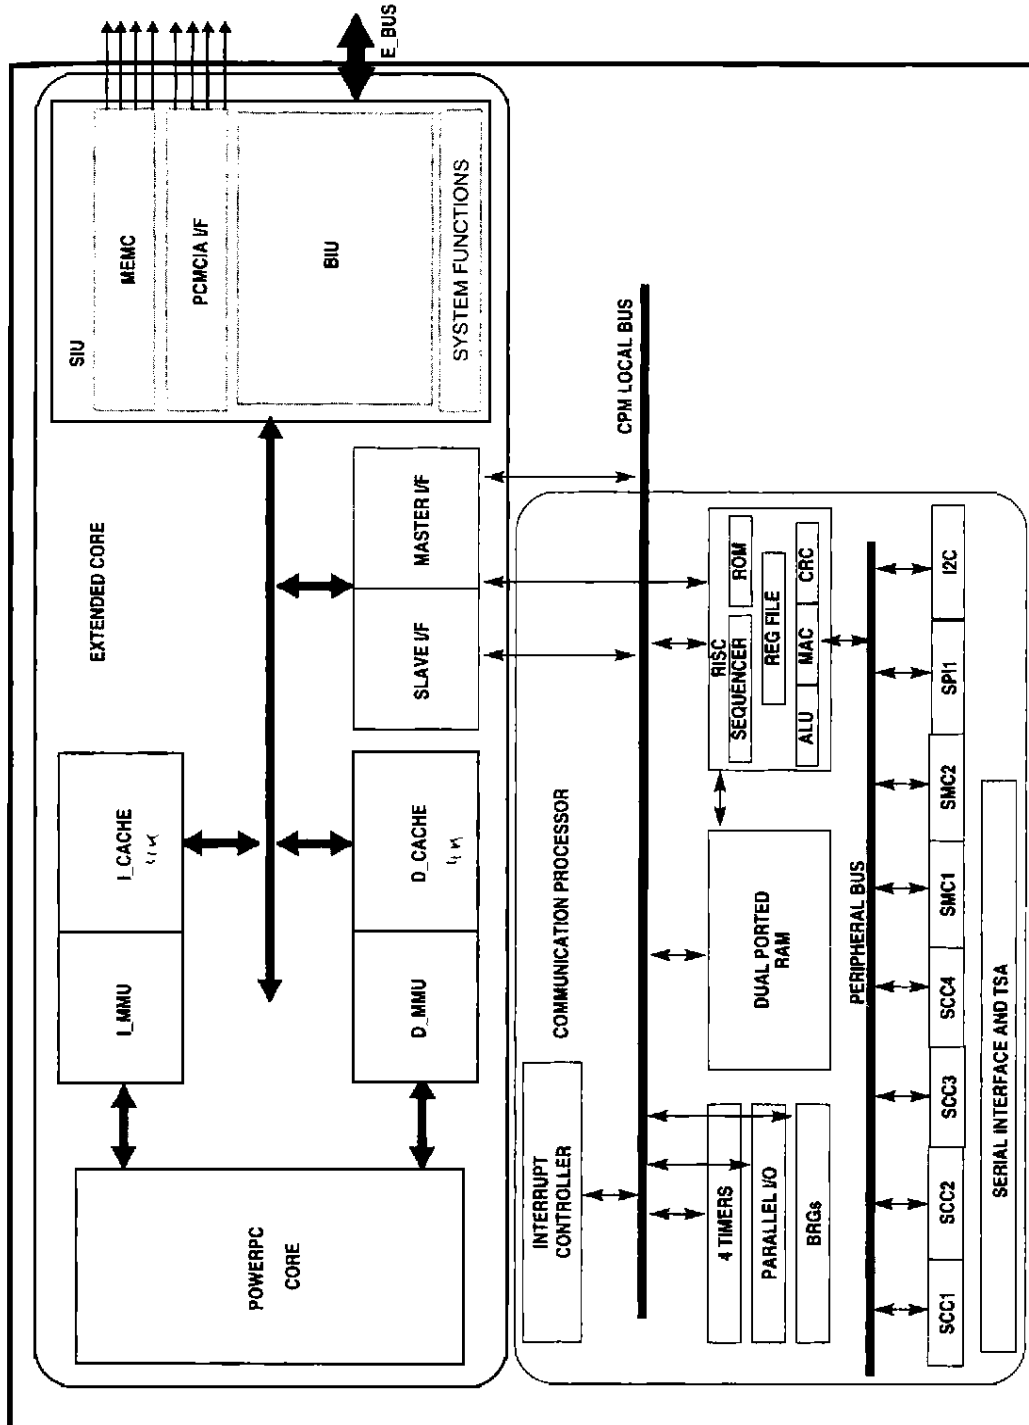 EXTENDED CORE
POWERPC
CORE
I_MMU
I_CACHE
D_MMU
D_CACHE
SLAVE I/F
MASTER I/F
SIU
MEMC
PCMCIA I/F
BIU
SYSTEM FUNCTIONS
E_BUS
COMMUNICATION PROCESSOR
INTERRUPT
CONTROLLER
CPM LOCAL BUS
4 TIMERS
PARALLEL I/O
BRGs
DUAL PORTED
RAM
RISC
SEQUENCER
ROM
REG FILE
ALU
MAC
CRC
PERIPHERAL BUS
SCC1
SCC2
SCC3
SCC4
SMC1
SMC2
SPI1
I2C
SERIAL INTERFACE AND TSA